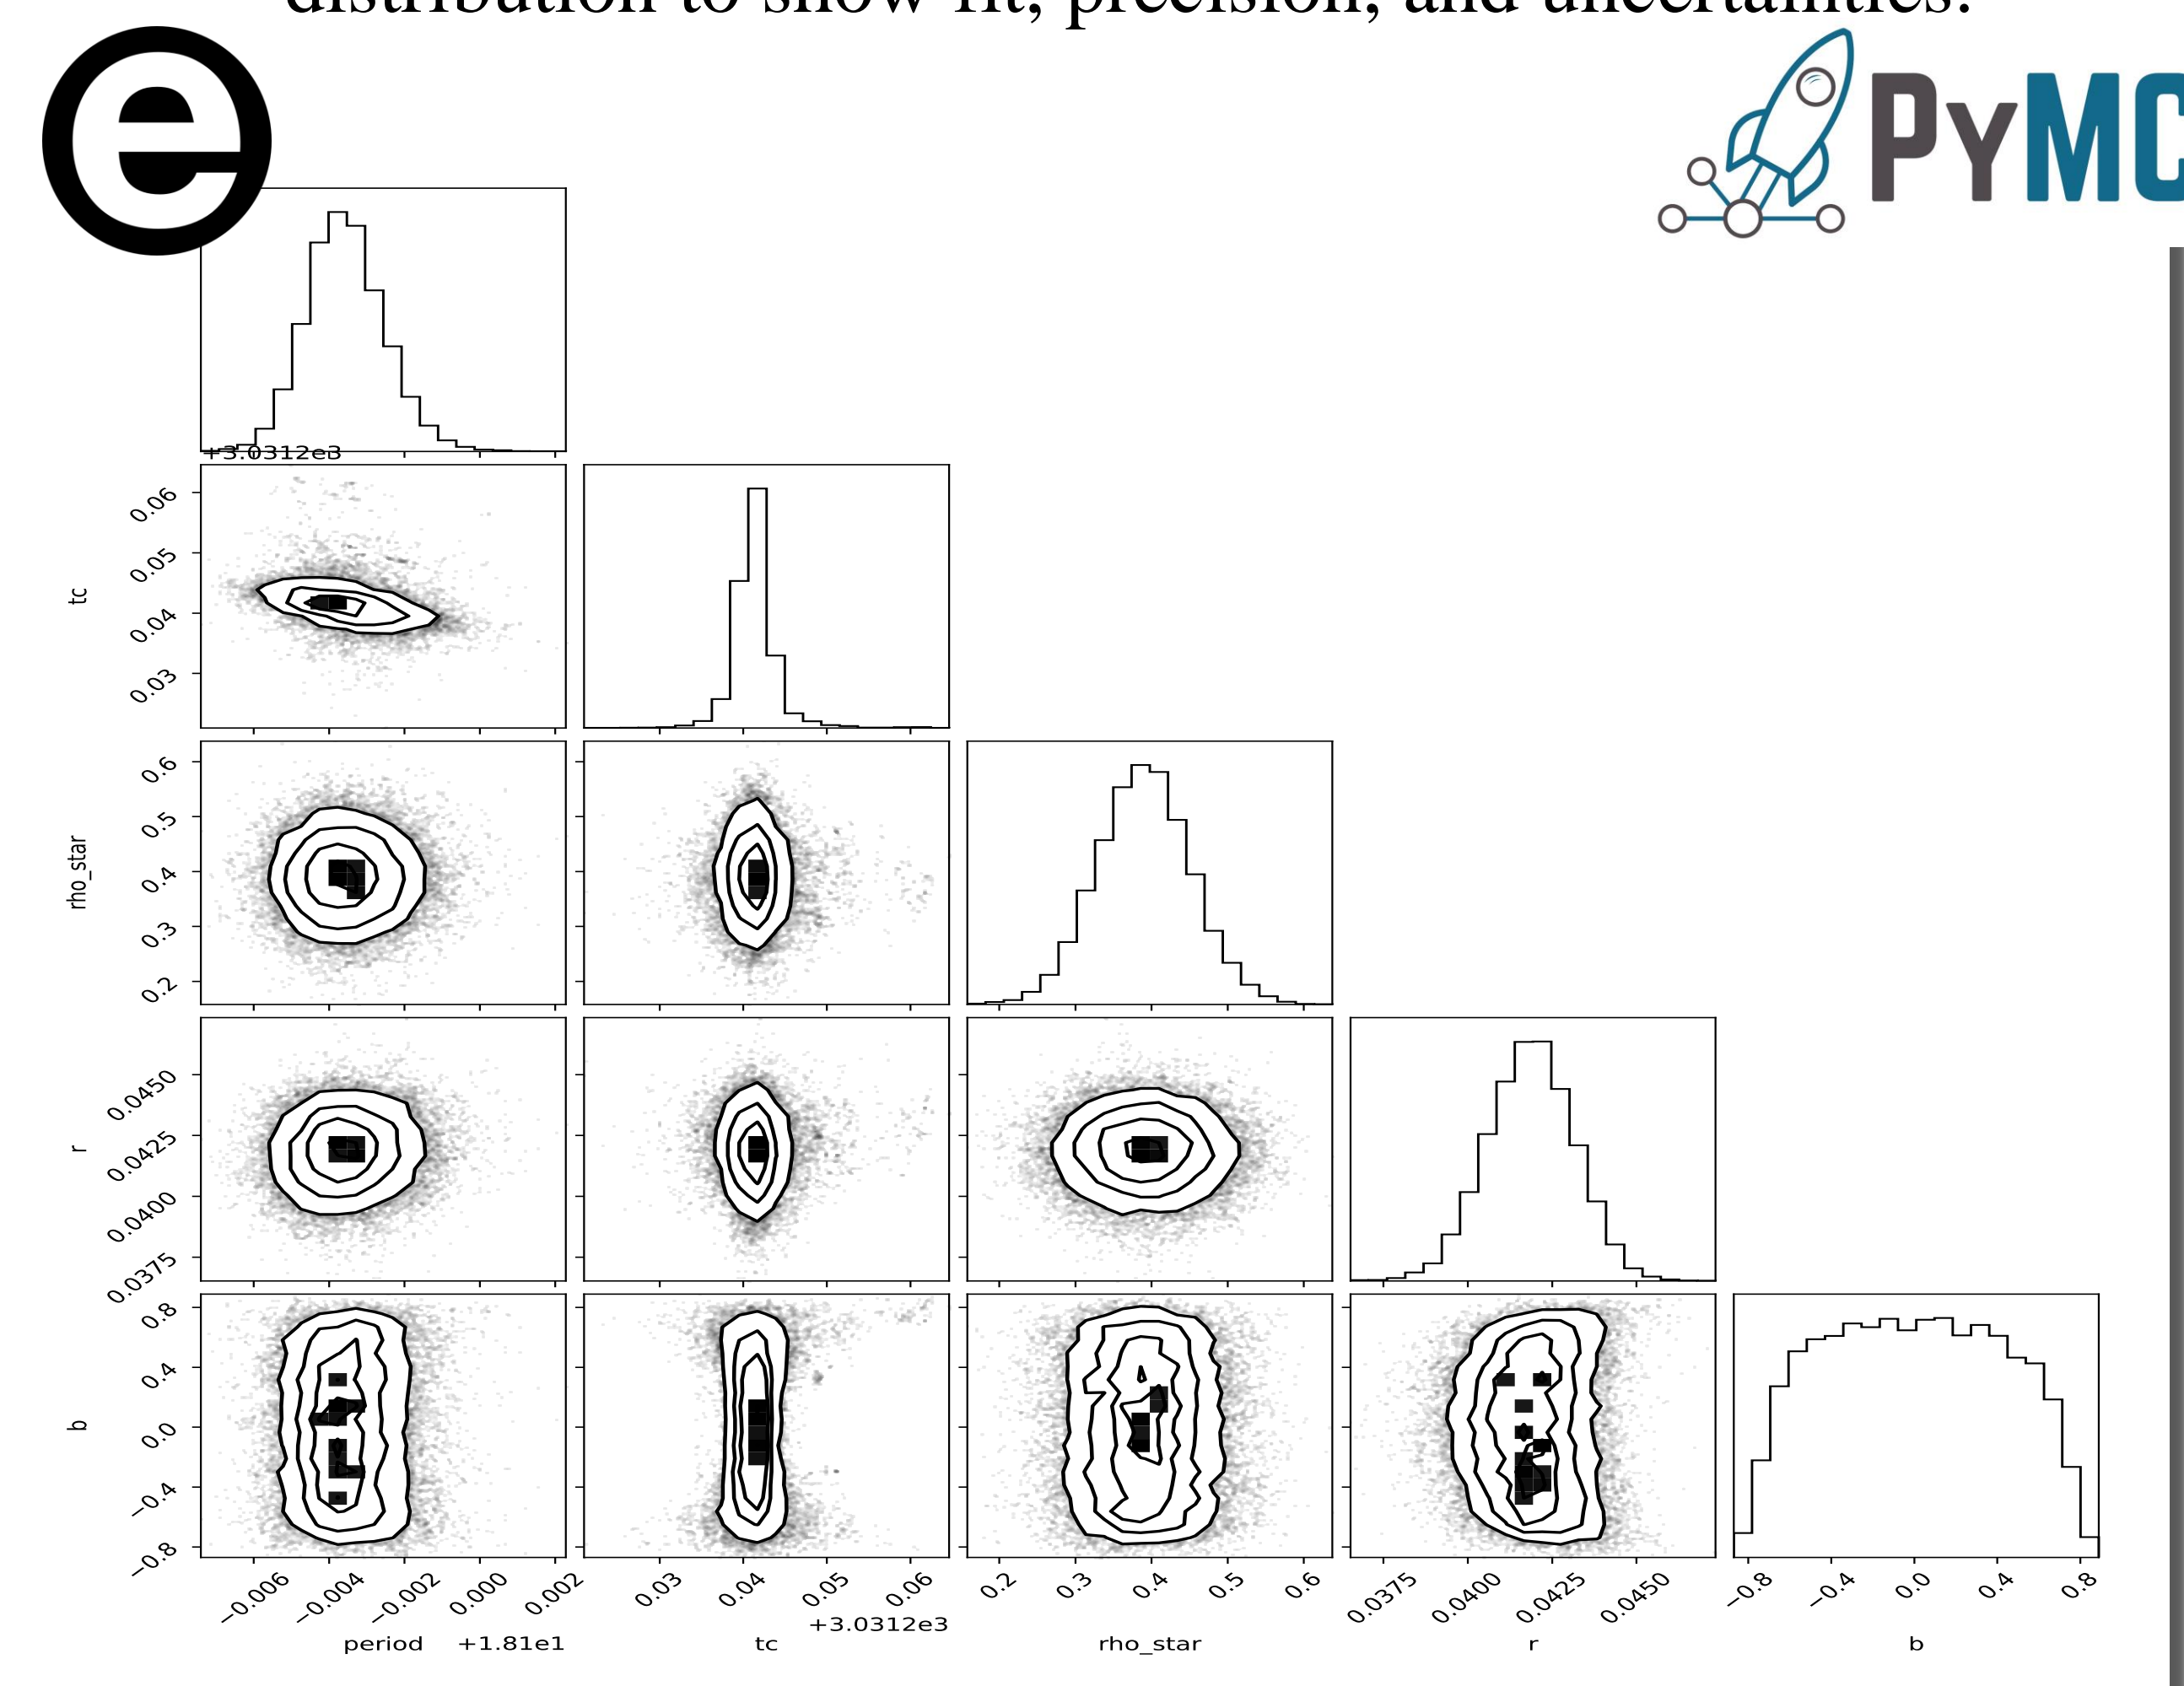 distribution to show fit, precision, and uncertainties.
e
PyMC
+3.0312e3
0.06
0.05
0.04
0.03
tc
0.6
0.5
0.4
0.3
0.2
rho_star
0.0450
0.0425
0.0400
0.0375
r
0.8
0.4
0.0
−0.4
−0.8
b
−0.006 −0.004 −0.002 0.000 0.002
0.03 0.04 0.05 0.06
0.2 0.3 0.4 0.5 0.6
0.0375 0.0400 0.0425 0.0450
−0.8 −0.4 0.0 0.4 0.8
+3.0312e3
period +1.81e1 tc rho_star r b